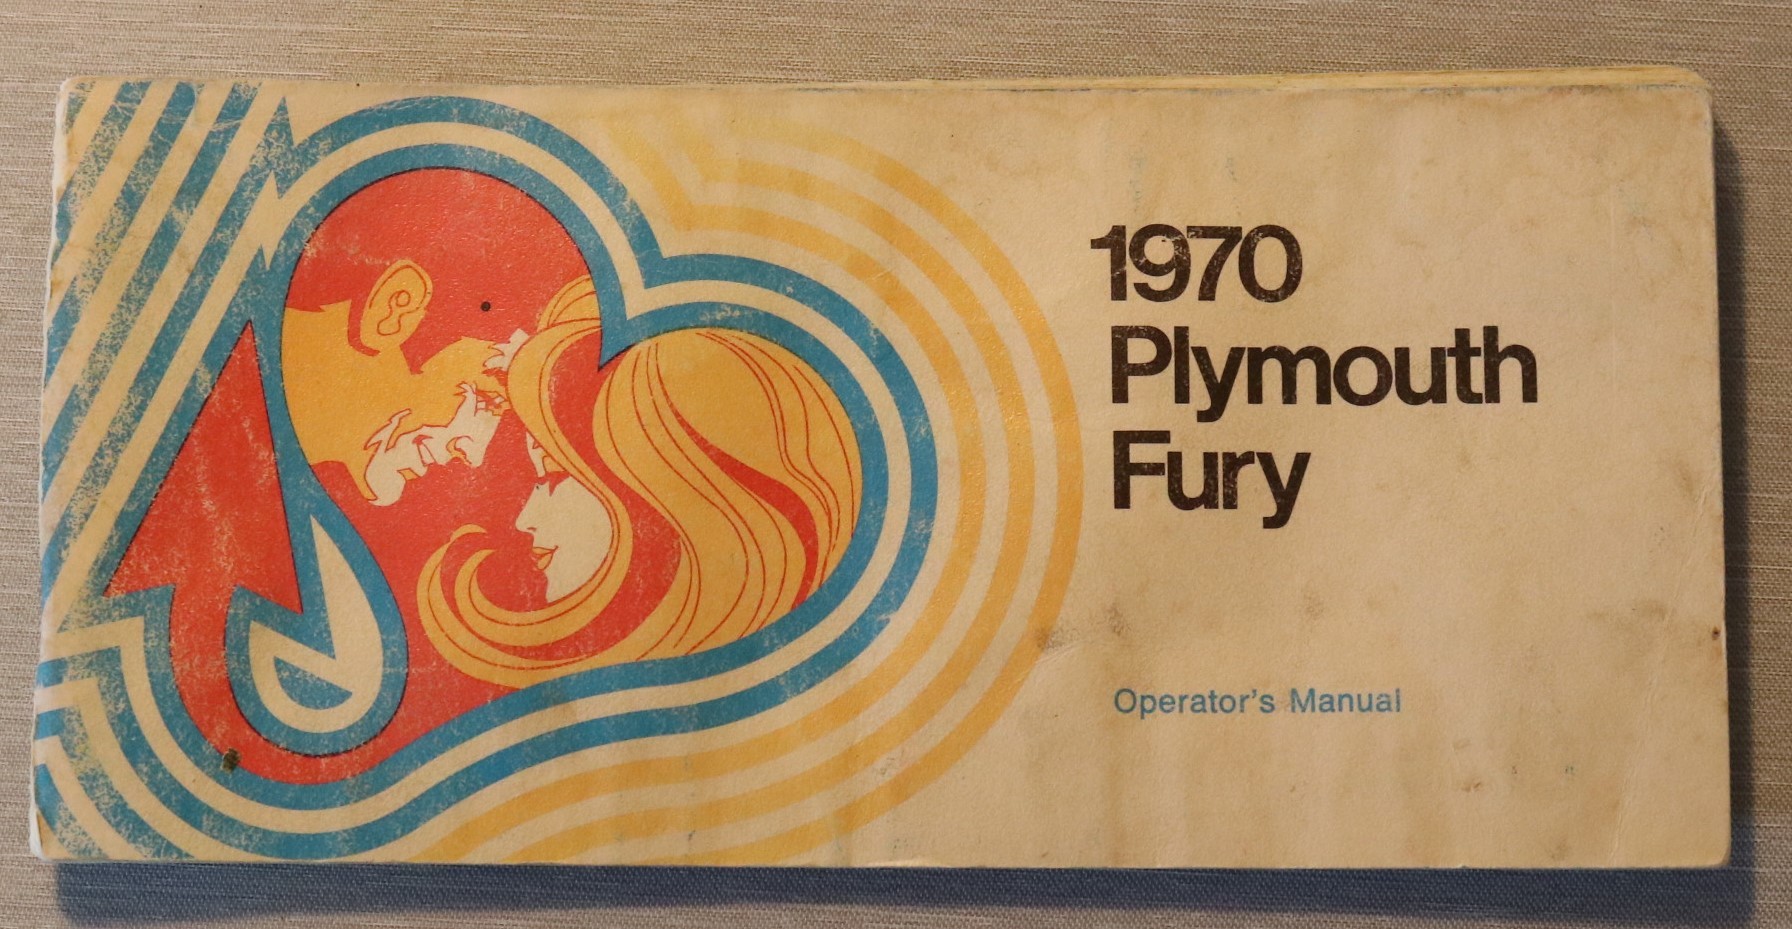 1970
Plymouth
Fury
Operator's Manual